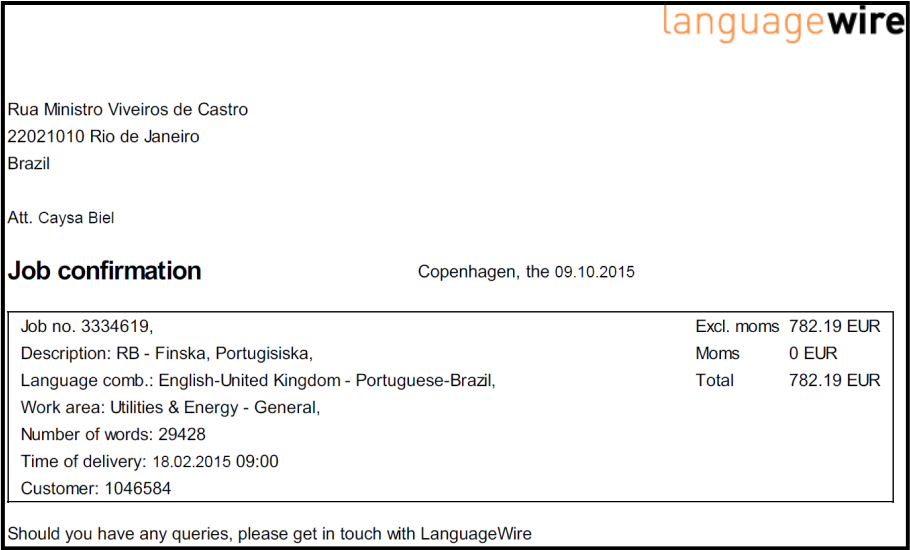 languagewire
Rua Ministro Viveiros de Castro
22021010 Rio de Janeiro
Brazil
Att. Caysa Biel
Job confirmation Copenhagen, the 09.10.2015
Job no. 3334619, Excl. moms 782.19 EUR
Description: RB - Finska, Portugisiska, Moms 0 EUR
Language comb.: English-United Kingdom - Portuguese-Brazil, Total 782.19 EUR
Work area: Utilities & Energy - General,
Number of words: 29428
Time of delivery: 18.02.2015 09:00
Customer: 1046584
Should you have any queries, please get in touch with LanguageWire